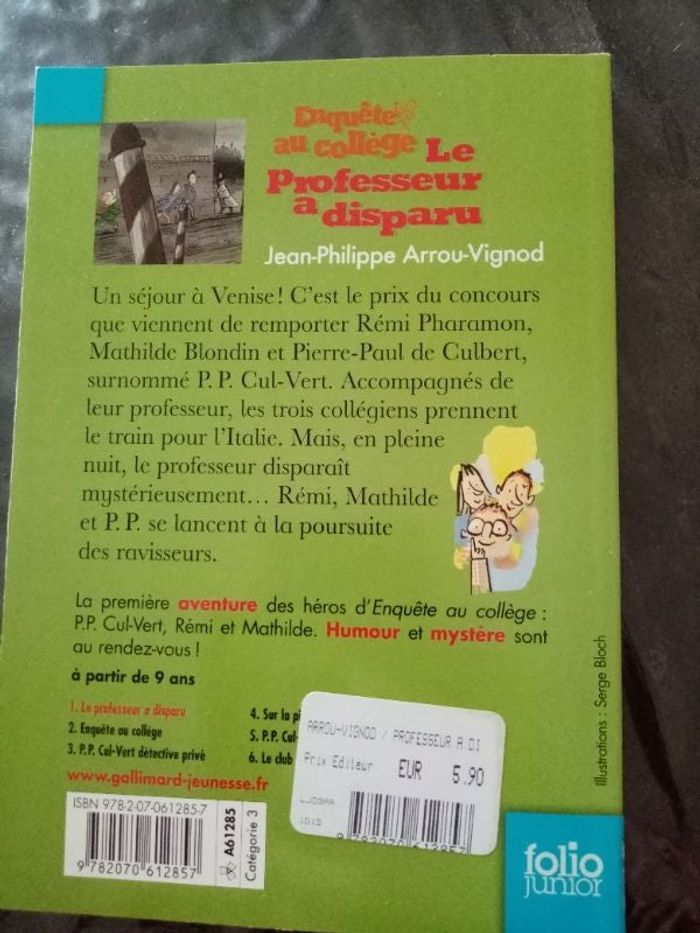 Enquête
au collège Le
Professeur
a disparu
Jean-Philippe Arrou-Vignod
Un séjour à Venise! C'est le prix du concours
que viennent de remporter Rémi Pharamon,
Mathilde Blondin et Pierre-Paul de Culbert,
surnommé P. P. Cul-Vert. Accompagnés de
leur professeur, les trois collégiens prennent
le train pour l'Italie. Mais, en pleine
nuit, le professeur disparaît
mystérieusement... Rémi, Mathilde
et P. P. se lancent à la poursuite
des ravisseurs.
La première aventure des héros d'Enquête au collège :
P.P. Cul-Vert, Rémi et Mathilde. Humour et mystère sont
au rendez-vous !
à partir de 9 ans
1. Le professeur a disparu
2. Enquête au collège
3. P.P. Cul-Vert détective privé
4. Sur la
5. P.P.
6. Le club
www.gallimard-jeunesse.fr
ISBN 978-2-07-061285-7
9 782070 612857
A61285
Catégorie 3
ARROU-VIGNOD / PROFESSEUR A DI
Prix Editeur EUR 5.90
9 782070 612857
Illustrations : Serge Bloch
folio
junior